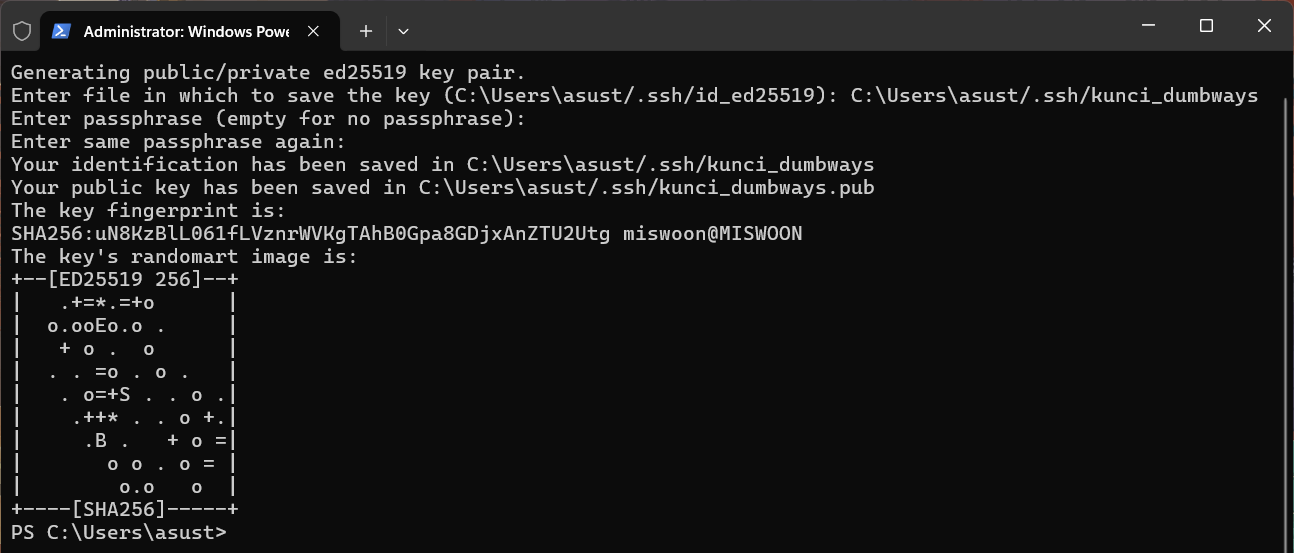 Administrator: Windows Powe
Generating public/private ed25519 key pair.
Enter file in which to save the key (C:\Users\asust/.ssh/id_ed25519): C:\Users\asust/.ssh/kunci_dumbways
Enter passphrase (empty for no passphrase):
Enter same passphrase again:
Your identification has been saved in C:\Users\asust/.ssh/kunci_dumbways
Your public key has been saved in C:\Users\asust/.ssh/kunci_dumbways.pub
The key fingerprint is:
SHA256:uN8KzBlL061fLVznrWVKgTAhB0Gpa8GDjxAnZTU2Utg miswoon@MISWOON
The key's randomart image is:
+--[ED25519 256]--+
|   .+=*.=+o      |
|  o.ooEo.o .     |
|   + o .  o      |
|  . . =o . o .   |
|   . o=+S . . o .|
|    .++* . . o +.|
|     .B .   + o =|
|       o o . o = |
|        o.o   o  |
+----[SHA256]-----+
PS C:\Users\asust>